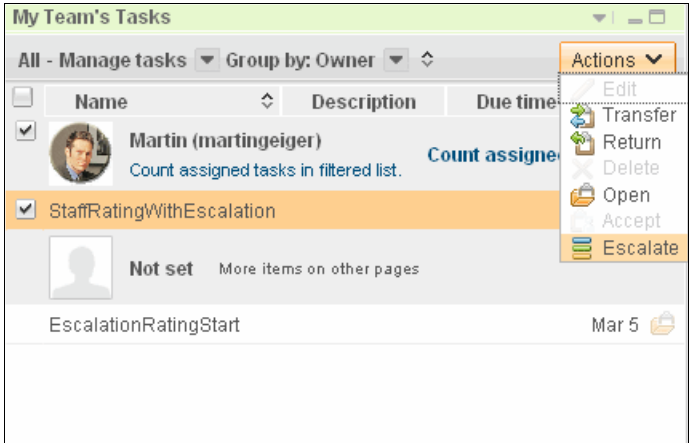 My Team's Tasks
All - Manage tasks Group by: Owner Actions
Name Description Due time
Edit
Transfer
Return
Delete
Open
Accept
Escalate
Martin (martingeiger)
Count assigned tasks in filtered list. Count assigne
StaffRatingWithEscalation
Not set More items on other pages
EscalationRatingStart Mar 5